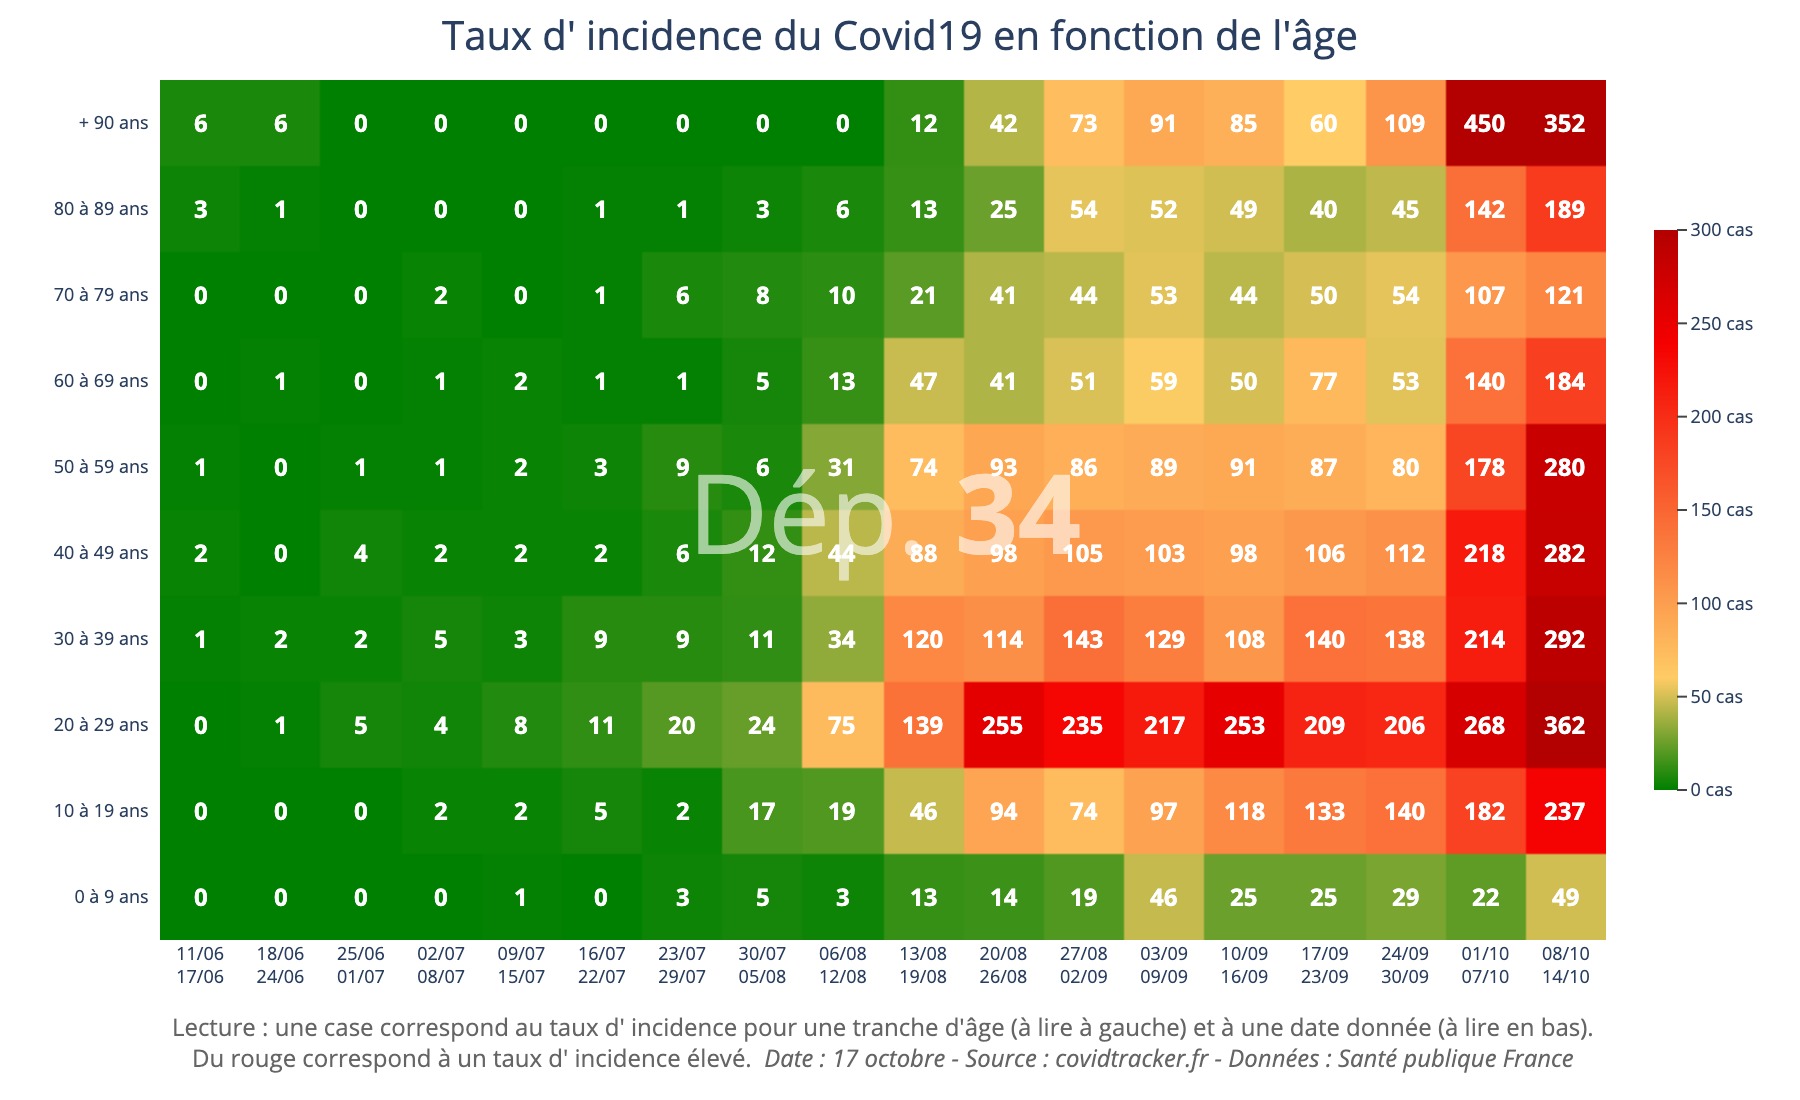 Taux d' incidence du Covid19 en fonction de l'âge
+ 90 ans 6 6 0 0 0 0 0 0 0 12 42 73 91 85 60 109 450 352
80 à 89 ans 3 1 0 0 0 1 1 3 6 13 25 54 52 49 40 45 142 189
70 à 79 ans 0 0 0 2 0 1 6 8 10 21 41 44 53 44 50 54 107 121
60 à 69 ans 0 1 0 1 2 1 1 5 13 47 41 51 59 50 77 53 140 184
50 à 59 ans 1 0 1 1 2 3 9 6 31 74 93 86 89 91 87 80 178 280
Dép. 34
40 à 49 ans 2 0 4 2 2 2 6 12 44 88 98 105 103 98 106 112 218 282
30 à 39 ans 1 2 2 5 3 9 9 11 34 120 114 143 129 108 140 138 214 292
20 à 29 ans 0 1 5 4 8 11 20 24 75 139 255 235 217 253 209 206 268 362
10 à 19 ans 0 0 0 2 2 5 2 17 19 46 94 74 97 118 133 140 182 237
0 à 9 ans 0 0 0 0 1 0 3 5 3 13 14 19 46 25 25 29 22 49
11/06 18/06 25/06 02/07 09/07 16/07 23/07 30/07 06/08 13/08 20/08 27/08 03/09 10/09 17/09 24/09 01/10 08/10
17/06 24/06 01/07 08/07 15/07 22/07 29/07 05/08 12/08 19/08 26/08 02/09 09/09 16/09 23/09 30/09 07/10 14/10
300 cas
250 cas
200 cas
150 cas
100 cas
50 cas
0 cas
Lecture : une case correspond au taux d' incidence pour une tranche d'âge (à lire à gauche) et à une date donnée (à lire en bas).
Du rouge correspond à un taux d' incidence élevé. Date : 17 octobre - Source : covidtracker.fr - Données : Santé publique France